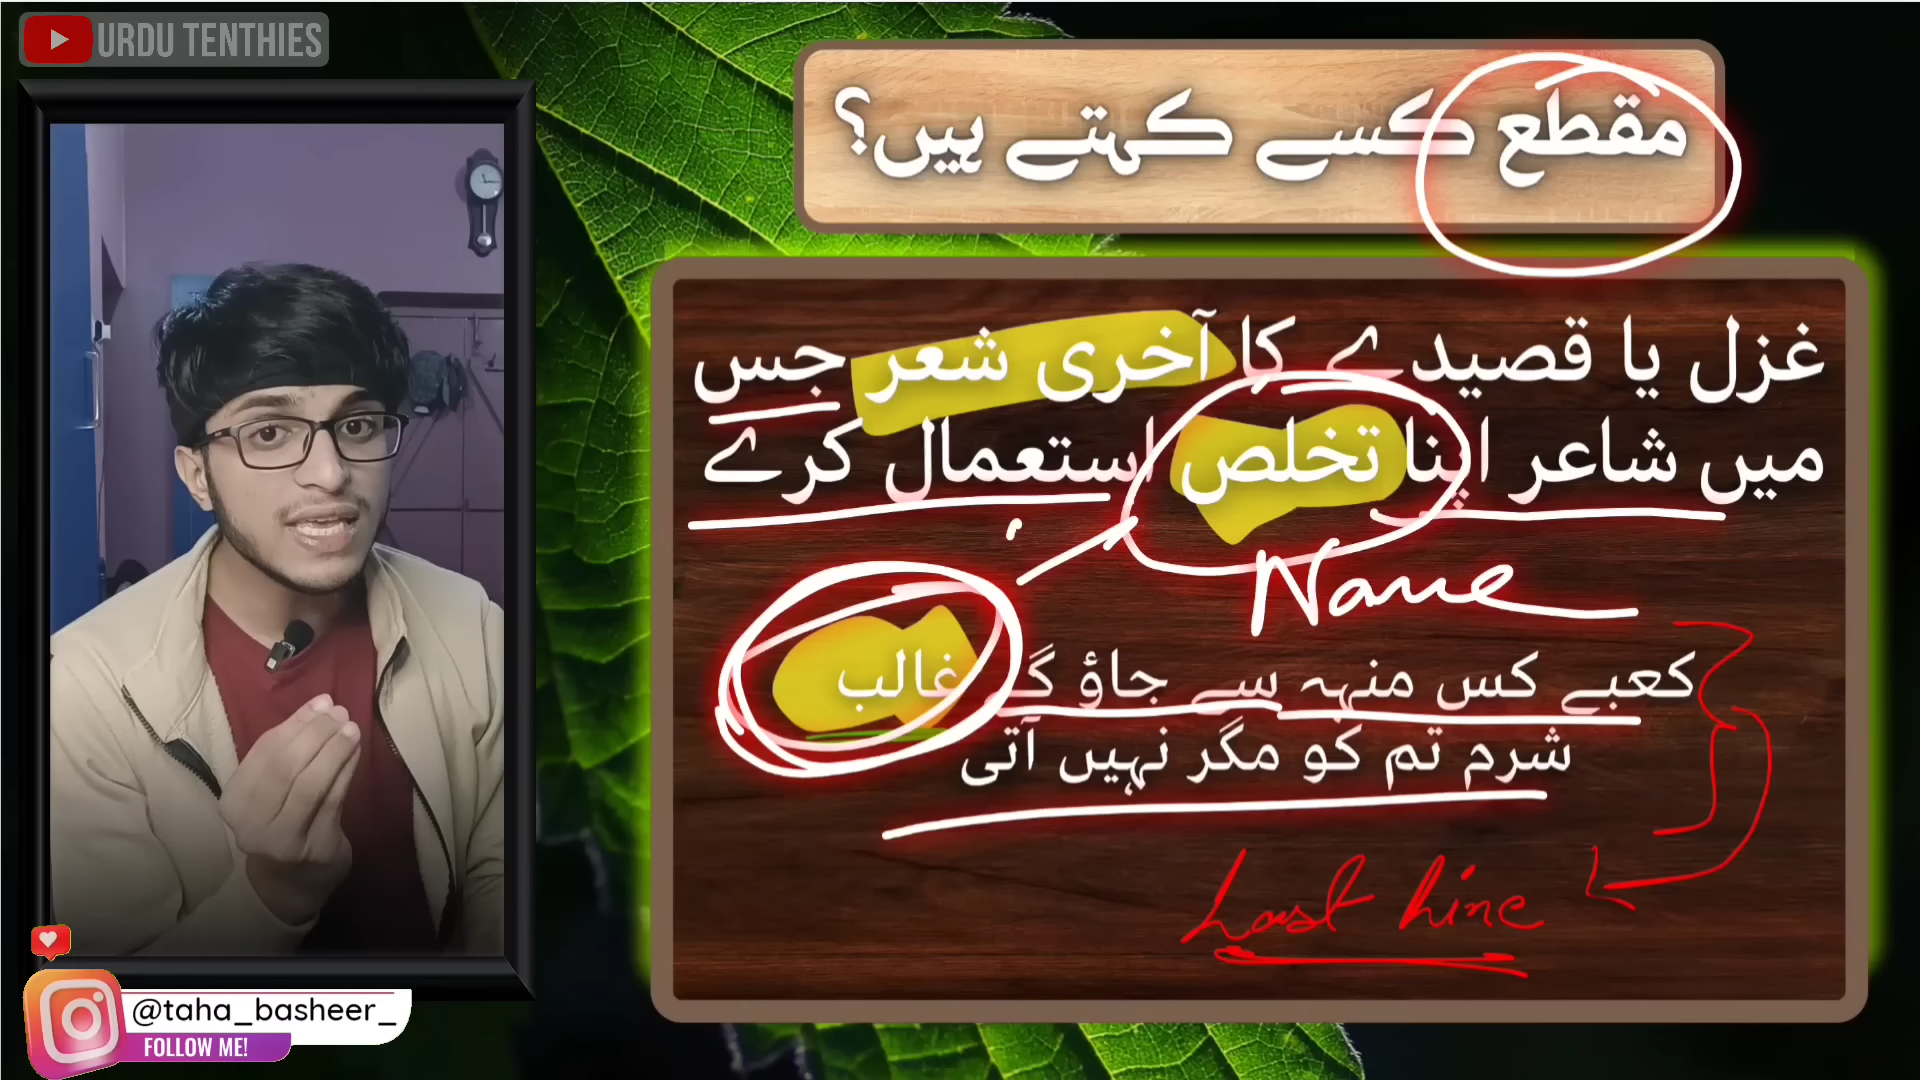 URDU TENTHIES
مقطع کسے کہتے ہیں؟
غزل یا قصیدے کا آخری شعر جس
میں شاعر اپنا تخلص استعمال کرے
Name
کعبے کس منہہ سے جاؤ گے غالب
شرم تم کو مگر نہیں آتی
Last line
@taha_basheer_
FOLLOW ME!